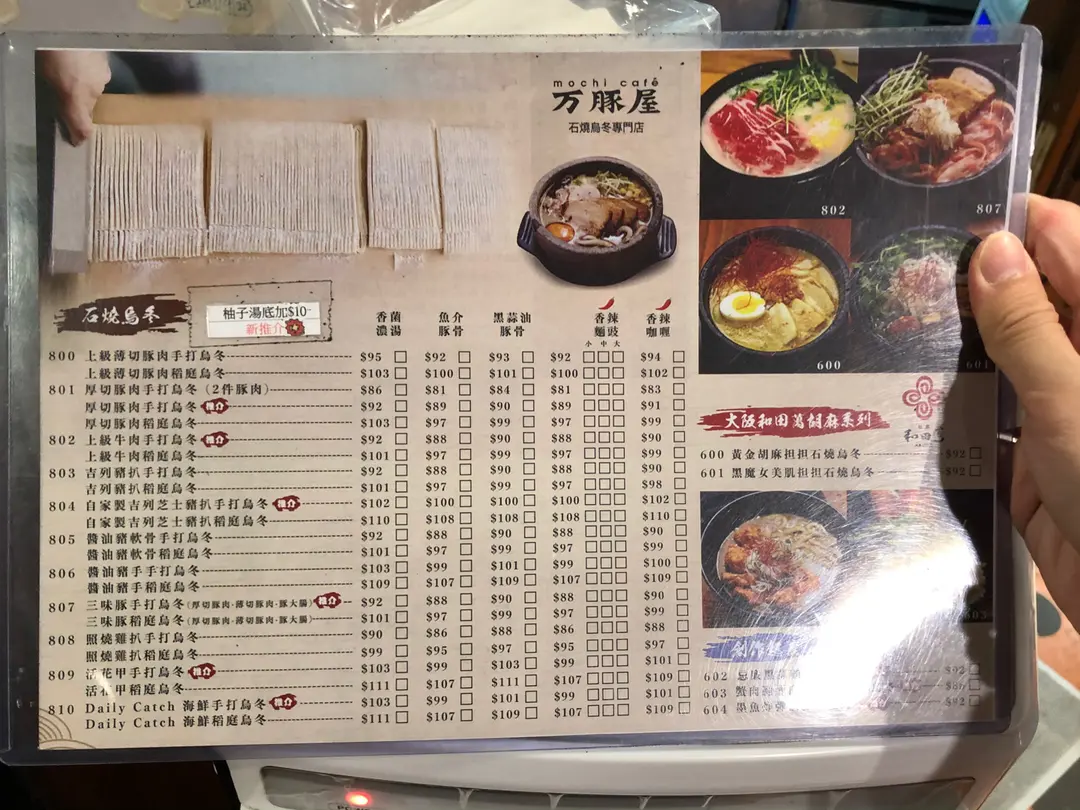 mochi café
万豚屋
石燒烏冬專門店
802
807
600
601
石燒烏冬
柚子湯底加$10-
新推介
香菌濃湯 魚介豚骨 黑蒜油豚骨 香辣麵豉 香辣咖喱
小 中 大
800 上級薄切豚肉手打烏冬 $95 $92 $93 $92 $94
上級薄切豚肉稻庭烏冬 $103 $100 $101 $100 $102
801 厚切豚肉手打烏冬（2件豚肉） $86 $81 $84 $81 $83
厚切豚肉手打烏冬 推介 $92 $89 $90 $89 $91
厚切豚肉稻庭烏冬 $103 $97 $99 $99 $90
802 上級牛肉手打烏冬 推介 $92 $88 $90 $88 $90
上級牛肉稻庭烏冬 $101 $97 $99 $97 $99
803 吉列豬扒手打烏冬 $92 $88 $90 $88 $90
吉列豬扒稻庭烏冬 $101 $97 $99 $97 $98
804 自家製吉列芝士豬扒手打烏冬 推介 $102 $100 $100 $100 $102
自家製吉列芝士豬扒稻庭烏冬 $110 $108 $108 $108 $110
805 醬油豬軟骨手打烏冬 $92 $88 $90 $88 $90
醬油豬軟骨稻庭烏冬 $101 $97 $99 $97 $99
806 醬油豬手手打烏冬 $103 $99 $101 $99 $100
醬油豬手稻庭烏冬 $109 $107 $109 $107 $109
807 三味豚手打烏冬（厚切豚肉·薄切豚肉·豚大腸） 推介 $92 $88 $90 $88 $90
三味豚稻庭烏冬（厚切豚肉·薄切豚肉·豚大腸） $101 $97 $99 $97 $99
808 照燒雞扒手打烏冬 $90 $86 $88 $86 $88
照燒雞扒稻庭烏冬 $99 $95 $97 $95 $97
809 活花甲手打烏冬 推介 $103 $99 $103 $99 $101
活花甲稻庭烏冬 $111 $107 $111 $107 $109
810 Daily Catch 海鮮手打烏冬 推介 $103 $99 $101 $99 $101
Daily Catch 海鮮稻庭烏冬 $111 $107 $109 $107 $109
大阪和田萬胡麻系列
和田萬
600 黃金胡麻担担石燒烏冬 $92
601 黑魔女美肌担担石燒烏冬 $92
603
創作
602 $92
603 蟹肉 $86
604 墨魚 $92